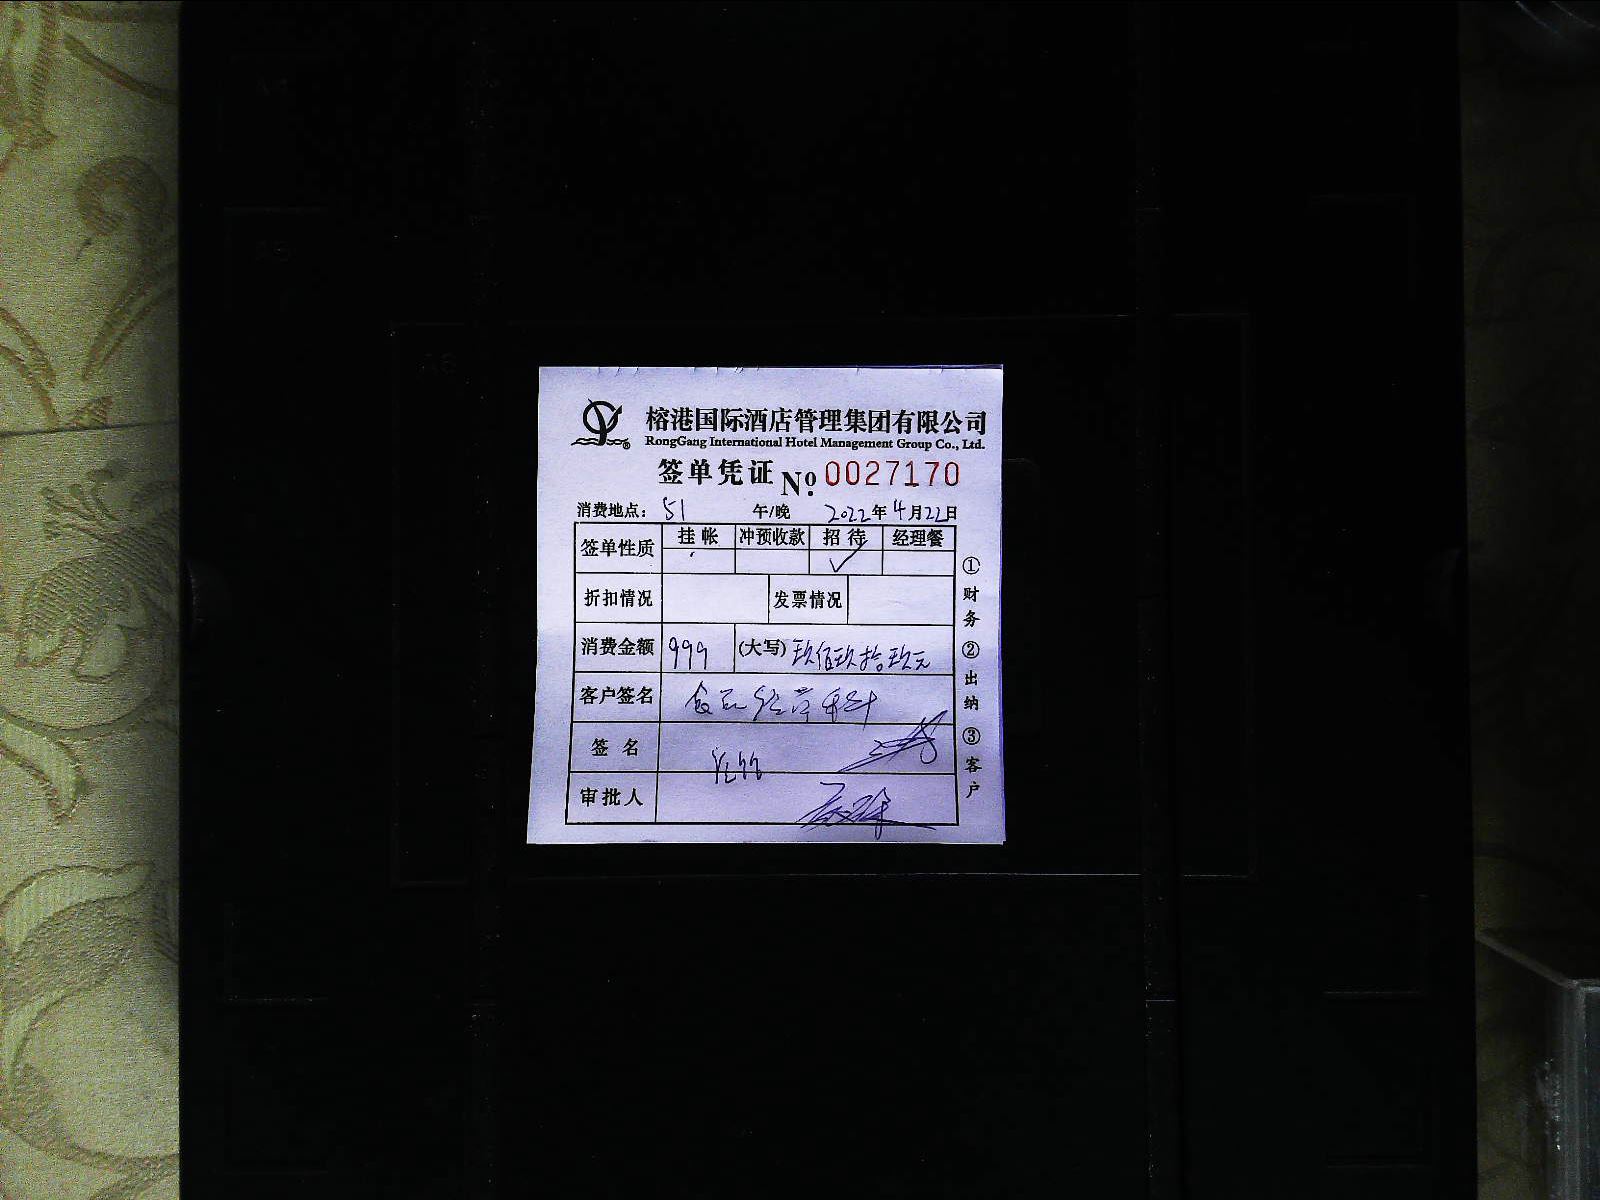 榕港国际酒店管理集团有限公司
RongGang International Hotel Management Group Co., Ltd.
签单凭证 № 0027170
消费地点：51 午/晚 2022年4月22日
签单性质 挂帐 冲预收款 招待 经理餐
✓
折扣情况 发票情况
消费金额 999 (大写) 玖佰玖拾玖元
客户签名 食品经营
签名
审批人
①财务 ②出纳 ③客户